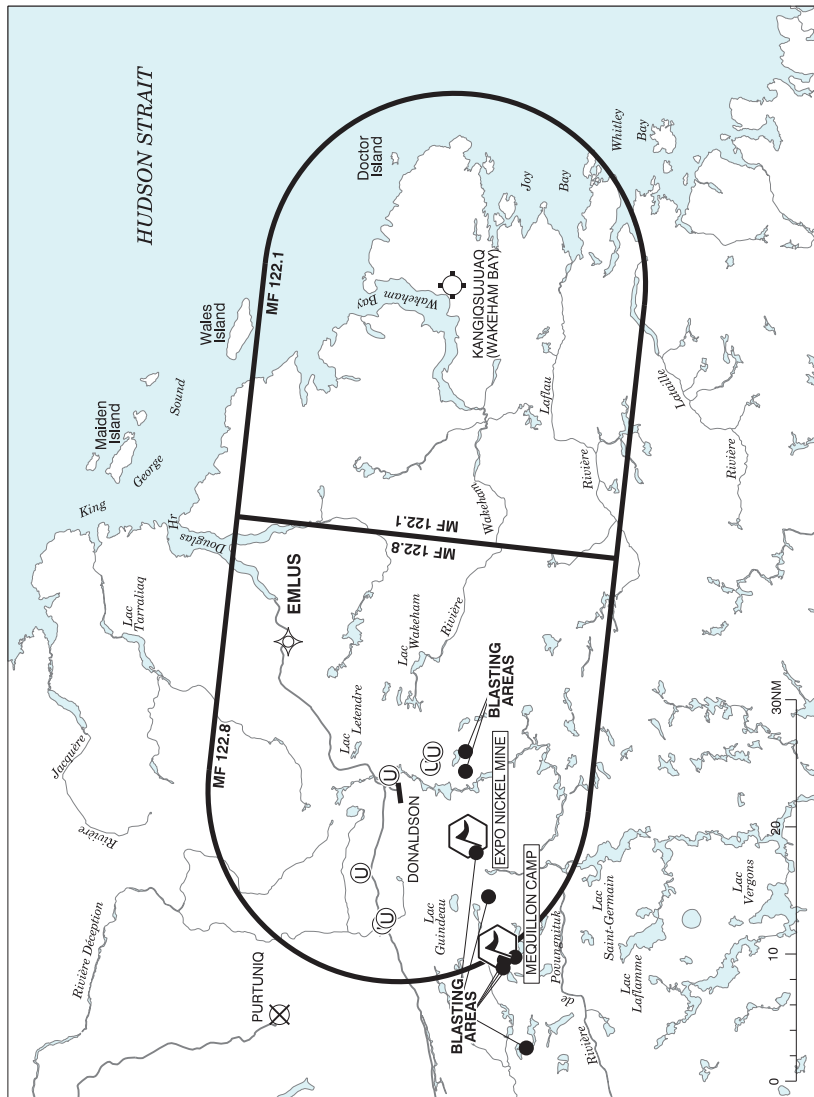 HUDSON STRAIT
Maiden
Island
Wales
Island
Doctor
Island
King
George
Sound
MF 122.1
Wakeham
Bay
KANGIQSUJUAQ
(WAKEHAM BAY)
Joy
Bay
Whitley
Bay
Douglas
Hr
Lac
Tarraliaq
EMLUS
MF 122.1
MF 122.8
Wakeham
Rivière
Laflau
Rivière
Lataille
Rivière
Jacquère
Rivière
MF 122.8
Lac
Letendre
Lac
Wakeham
BLASTING
AREAS
U
U
U
U
U
DONALDSON
EXPO NICKEL MINE
Rivière Déception
PURTUNIQ
Lac
Guindeau
MEQUILLON CAMP
BLASTING
AREAS
Rivière
de
Povungnituk
Lac
Saint-Germain
Lac
Laflamme
Lac
Vergons
0
10
20
30NM